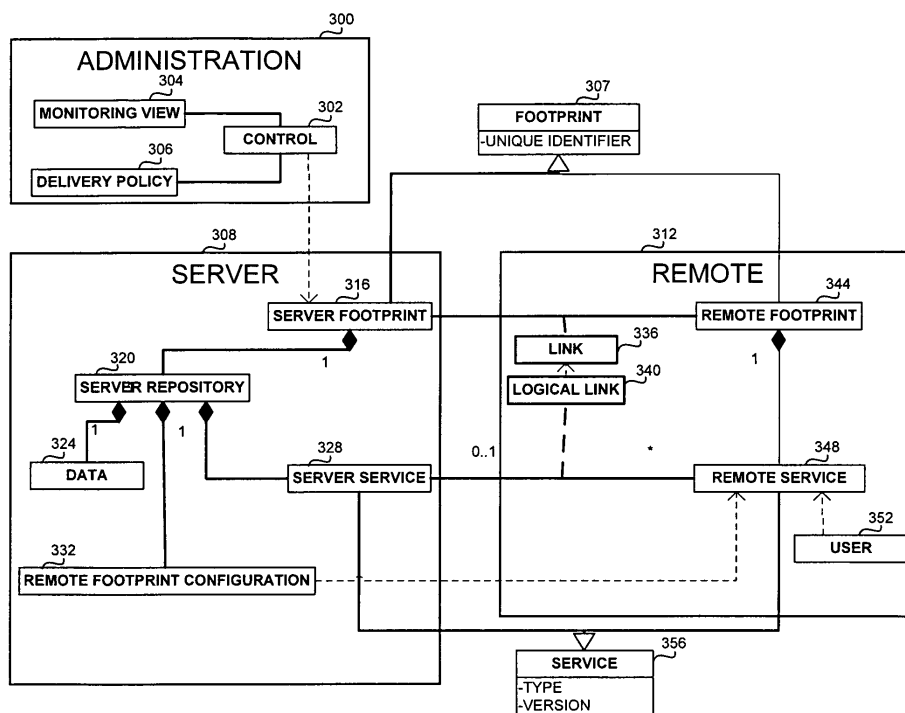 300
ADMINISTRATION
304
MONITORING VIEW
302
CONTROL
306
DELIVERY POLICY
307
FOOTPRINT
-UNIQUE IDENTIFIER
308
SERVER
312
REMOTE
316
SERVER FOOTPRINT
344
REMOTE FOOTPRINT
1
336
LINK
1
320
SERVER REPOSITORY
340
LOGICAL LINK
1
1
324
DATA
328
SERVER SERVICE
0..1
*
348
REMOTE SERVICE
352
USER
332
REMOTE FOOTPRINT CONFIGURATION
356
SERVICE
-TYPE
-VERSION